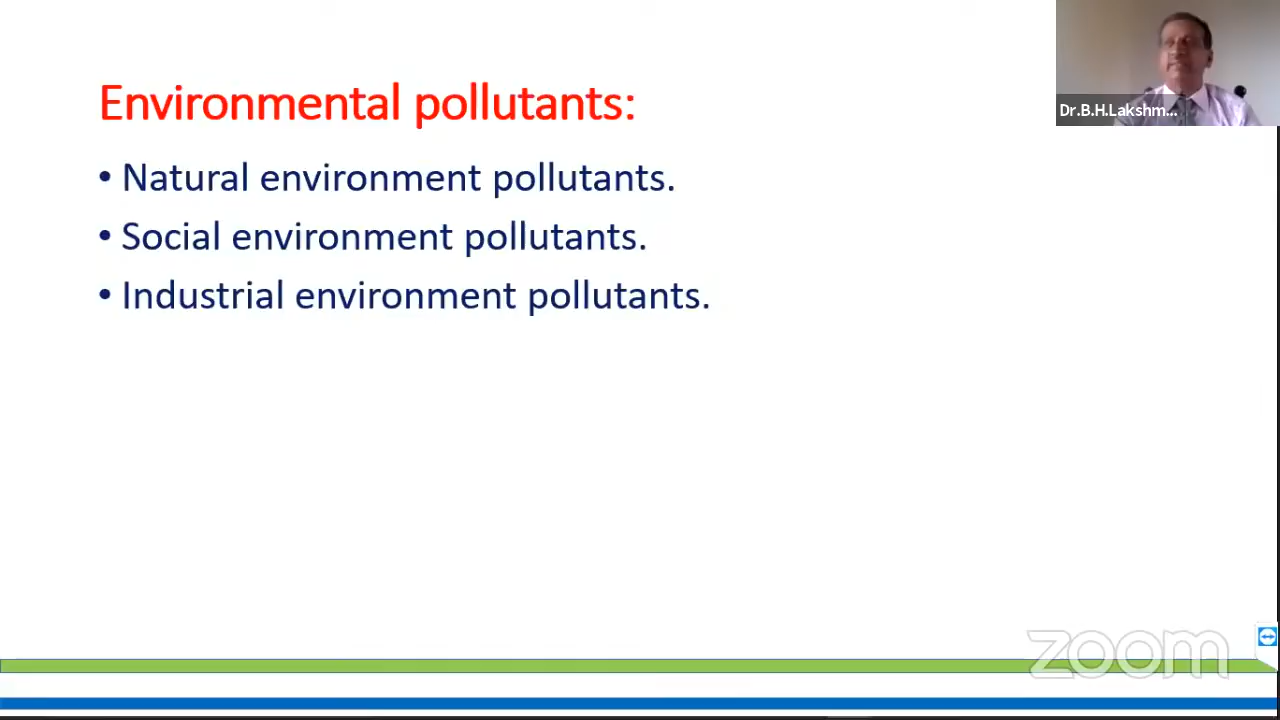 Environmental pollutants:
• Natural environment pollutants.
• Social environment pollutants.
• Industrial environment pollutants.
Dr.B.H.Lakshm...
zoom